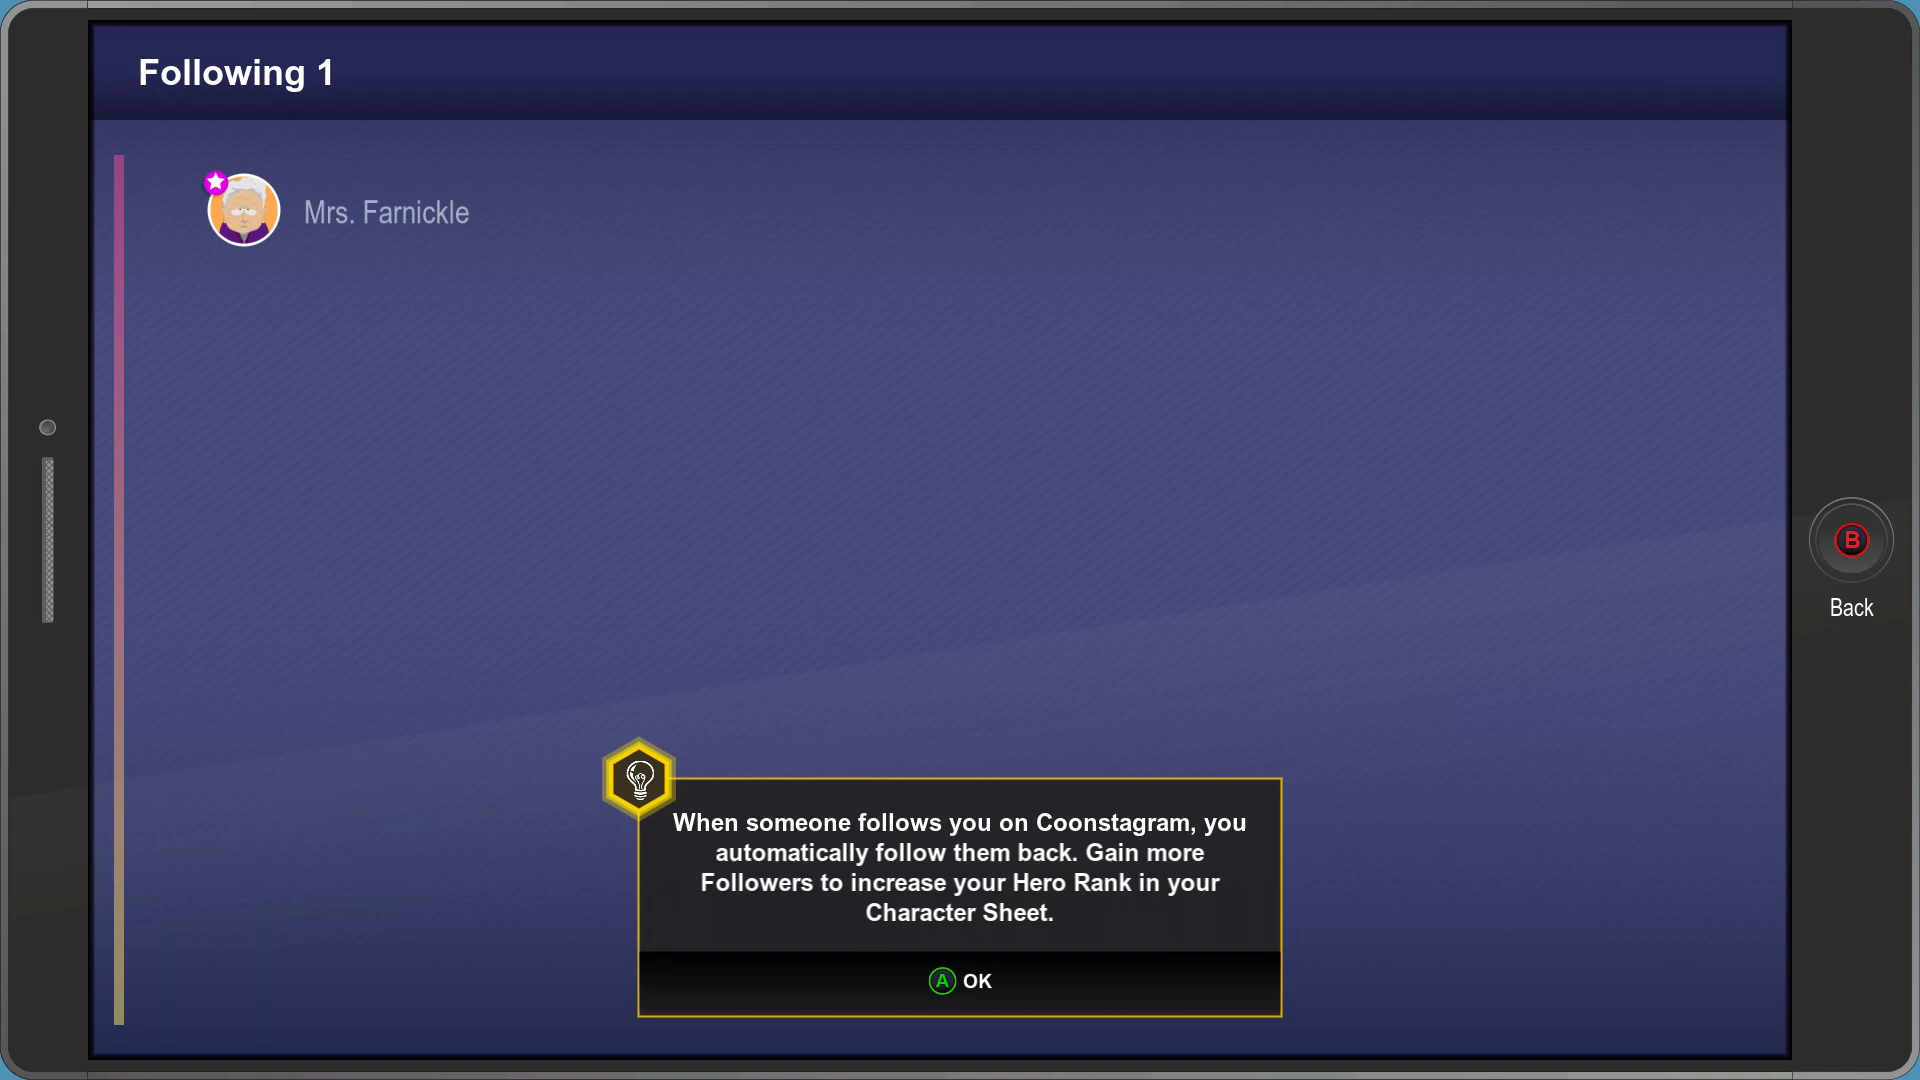 Following 1
Mrs. Farnickle
B
Back
When someone follows you on Coonstagram, you
automatically follow them back. Gain more
Followers to increase your Hero Rank in your
Character Sheet.
A OK